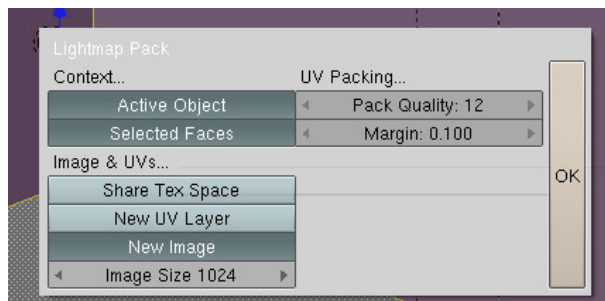 Lightmap Pack
Context...
UV Packing...
Active Object
Pack Quality: 12
Selected Faces
Margin: 0.100
Image & UVs...
OK
Share Tex Space
New UV Layer
New Image
Image Size 1024